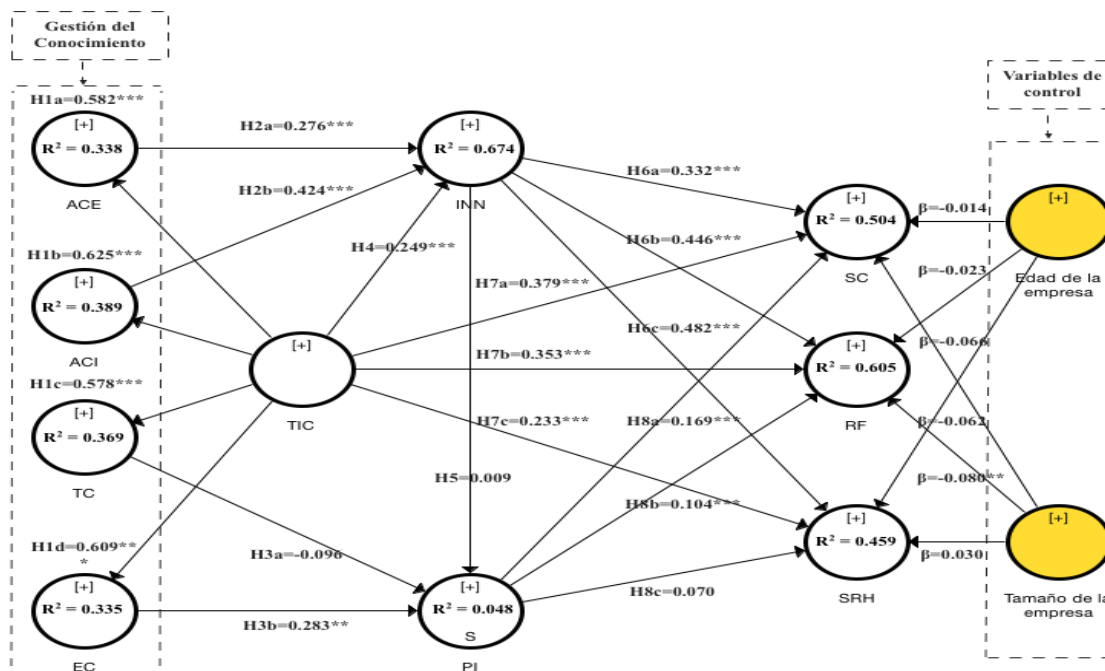 Gestión del
Conocimiento
H1a=0.582***
[+]
R² = 0.338
ACE
H1b=0.625***
[+]
R² = 0.389
ACI
H1c=0.578***
[+]
R² = 0.369
TC
H1d=0.609**
*
[+]
R² = 0.335
EC
H2a=0.276***
H2b=0.424***
H4=0.249***
[+]
TIC
H3a=-0.096
H3b=0.283**
[+]
R² = 0.674
INN
H5=0.009
[+]
R² = 0.048
S
PI
H6a=0.332***
H6b=0.446***
H7a=0.379***
H6c=0.482***
H7b=0.353***
H7c=0.233***
H8a=0.169***
H8b=0.104***
H8c=0.070
[+]
R² = 0.504
SC
[+]
R² = 0.605
RF
[+]
R² = 0.459
SRH
β=-0.014
β=-0.023
β=-0.066
β=-0.062
β=-0.080**
β=0.030
Variables de
control
[+]
Edad de la
empresa
[+]
Tamaño de la
empresa